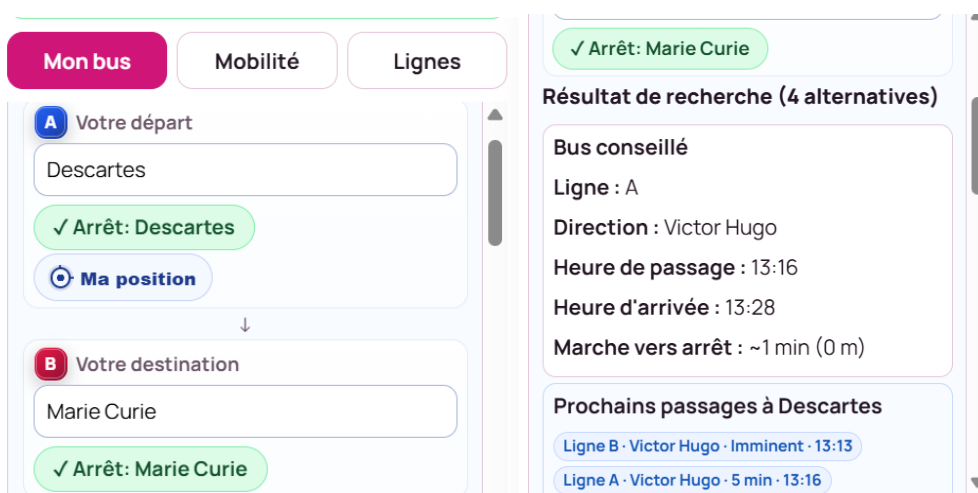 Mon bus
Mobilité
Lignes
A Votre départ
Descartes
✓ Arrêt: Descartes
Ma position
↓
B Votre destination
Marie Curie
✓ Arrêt: Marie Curie
✓ Arrêt: Marie Curie
Résultat de recherche (4 alternatives)
Bus conseillé
Ligne : A
Direction : Victor Hugo
Heure de passage : 13:16
Heure d'arrivée : 13:28
Marche vers arrêt : ~1 min (0 m)
Prochains passages à Descartes
Ligne B · Victor Hugo · Imminent · 13:13
Ligne A · Victor Hugo · 5 min · 13:16